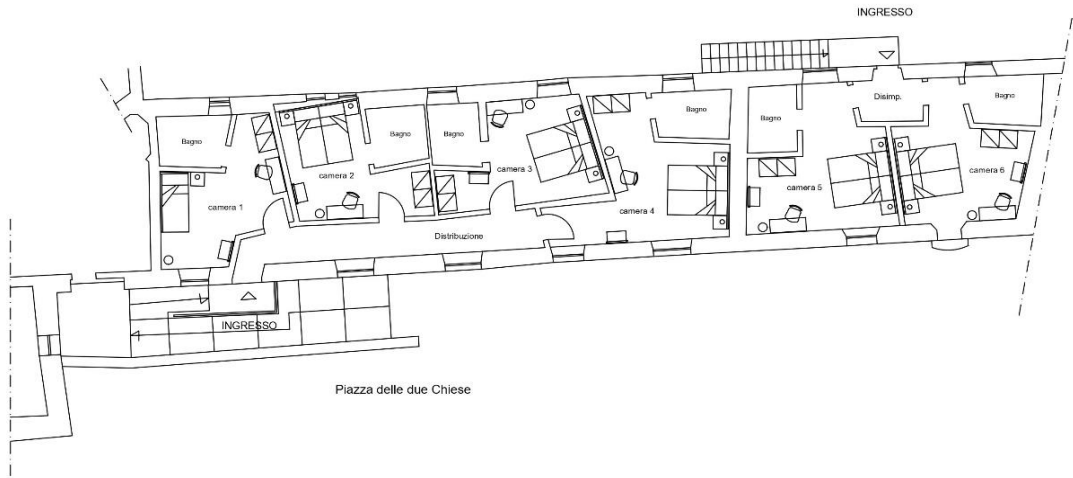 INGRESSO
Bagno
camera 1
camera 2
Bagno
Bagno
camera 3
Bagno
camera 4
Distribuzione
Bagno
camera 5
Disimp.
Bagno
camera 6
INGRESSO
Piazza delle due Chiese